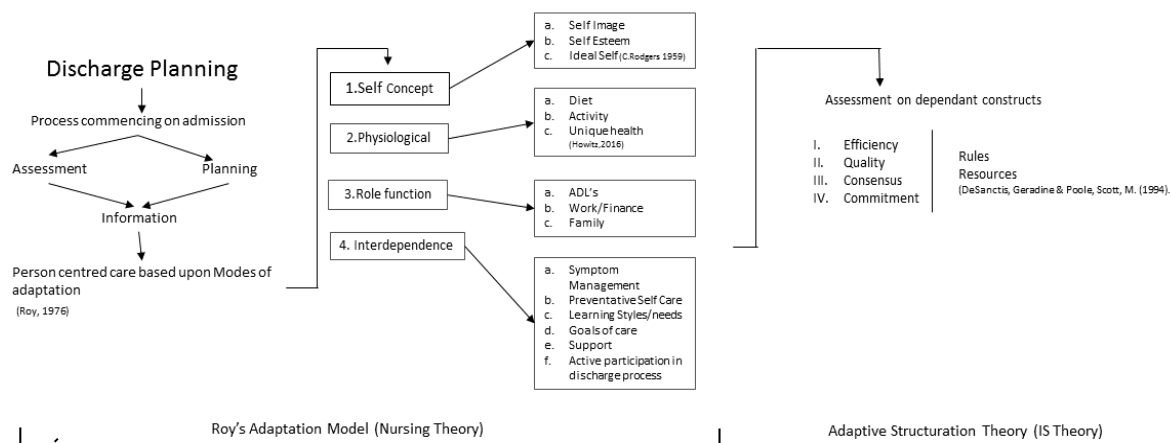 Discharge Planning
Process commencing on admission
Assessment
Planning
Information
Person centred care based upon Modes of
adaptation
(Roy, 1976)
1.Self Concept
2.Physiological
3.Role function
4. Interdependence
a. Self Image
b. Self Esteem
c. Ideal Self (C.Rodgers 1959)
a. Diet
b. Activity
c. Unique health
(Howitz,2016)
a. ADL's
b. Work/Finance
c. Family
a. Symptom
Management
b. Preventative Self Care
c. Learning Styles/needs
d. Goals of care
e. Support
f. Active participation in
discharge process
Assessment on dependant constructs
I. Efficiency
II. Quality
III. Consensus
IV. Commitment
Rules
Resources
(DeSanctis, Geradine & Poole, Scott, M. (1994).
Roy's Adaptation Model (Nursing Theory)
Adaptive Structuration Theory (IS Theory)